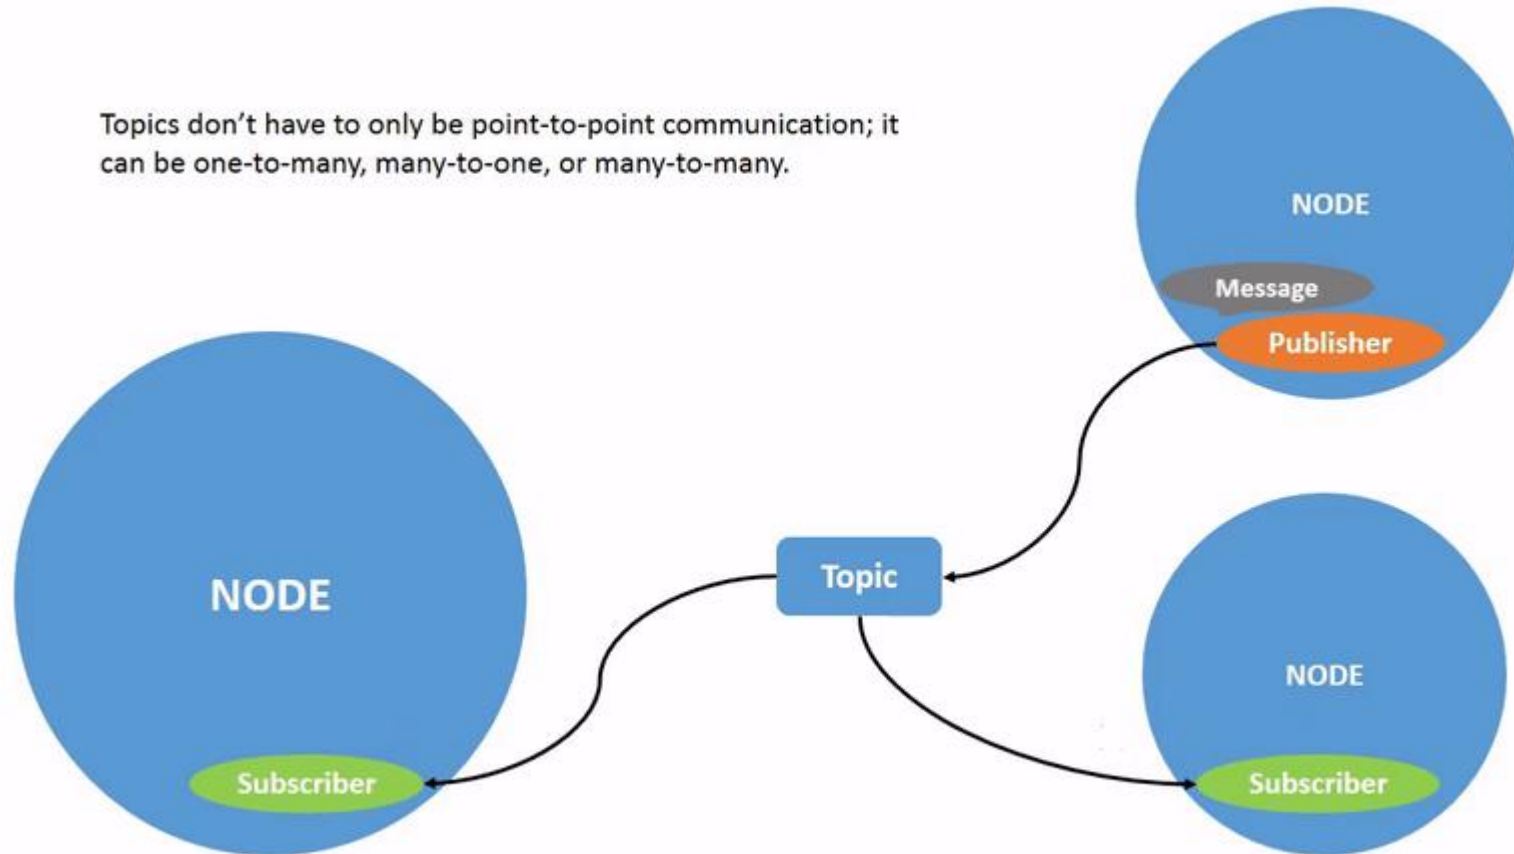 Topics don’t have to only be point-to-point communication; it
can be one-to-many, many-to-one, or many-to-many.
NODE
Message
Publisher
Topic
NODE
Subscriber
NODE
Subscriber